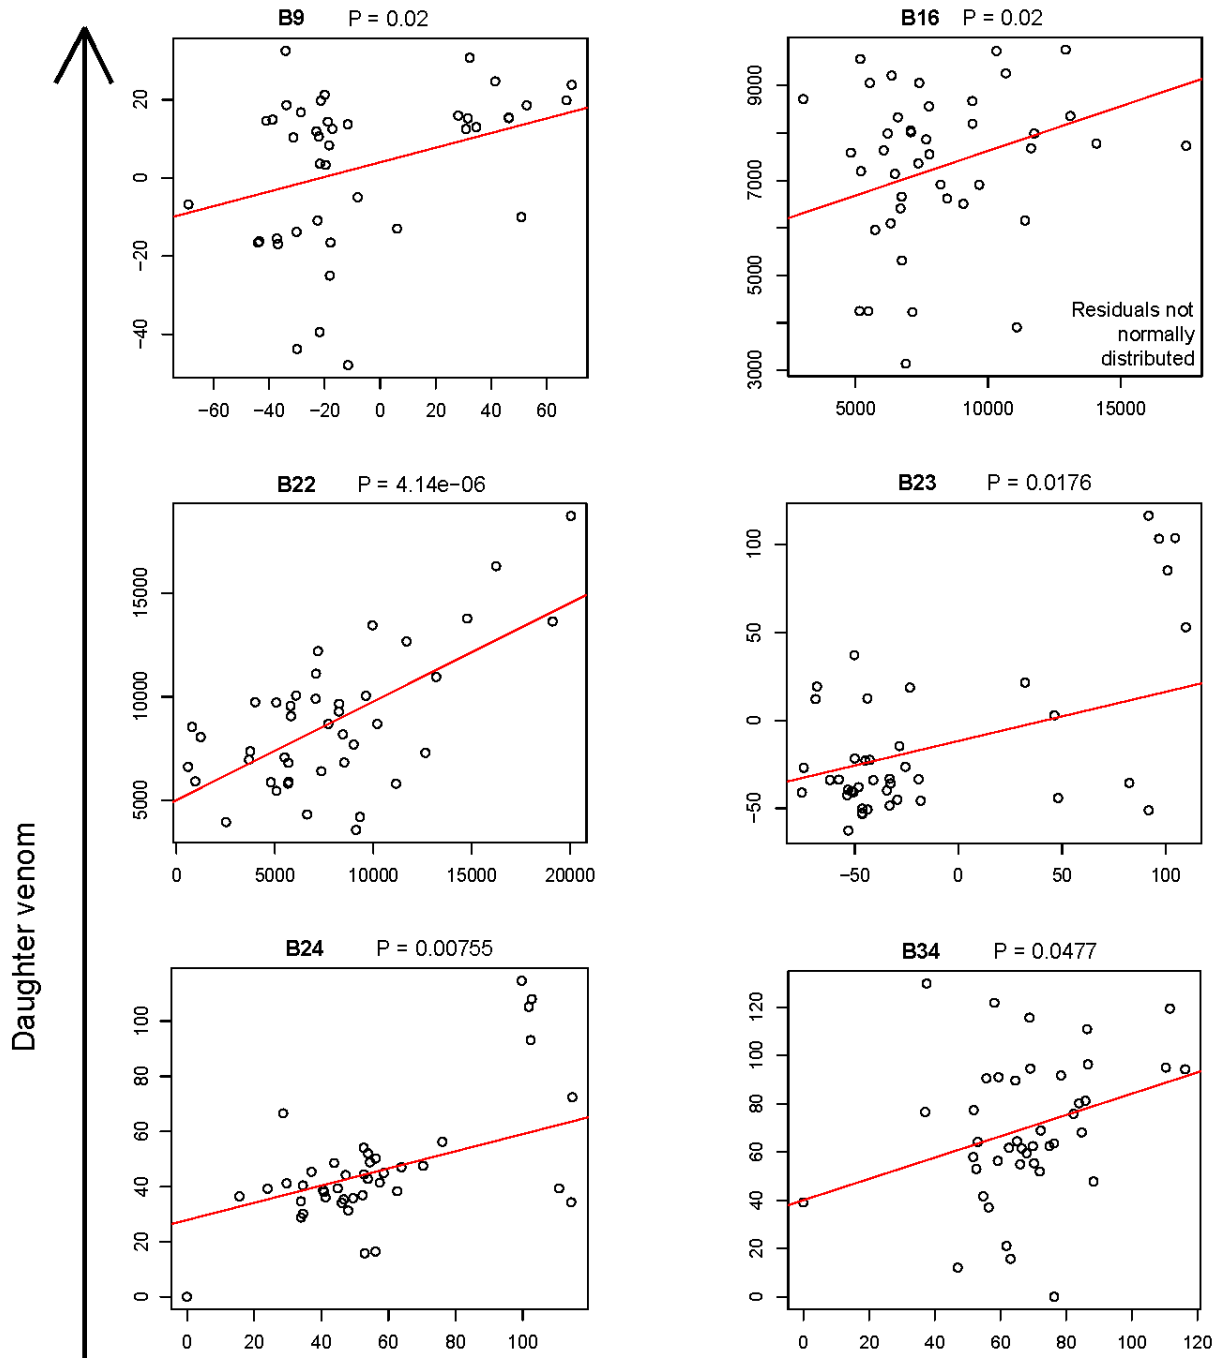 B9 P = 0.02
20
0
−20
−40
−60 −40 −20 0 20 40 60
B16 P = 0.02
9000
7000
5000
3000
Residuals not
normally
distributed
5000 10000 15000
B22 P = 4.14e−06
15000
10000
5000
0 5000 10000 15000 20000
B23 P = 0.0176
100
50
0
−50
−50 0 50 100
B24 P = 0.00755
100
80
60
40
20
0
0 20 40 60 80 100
B34 P = 0.0477
120
100
80
60
40
20
0
0 20 40 60 80 100 120
Daughter venom